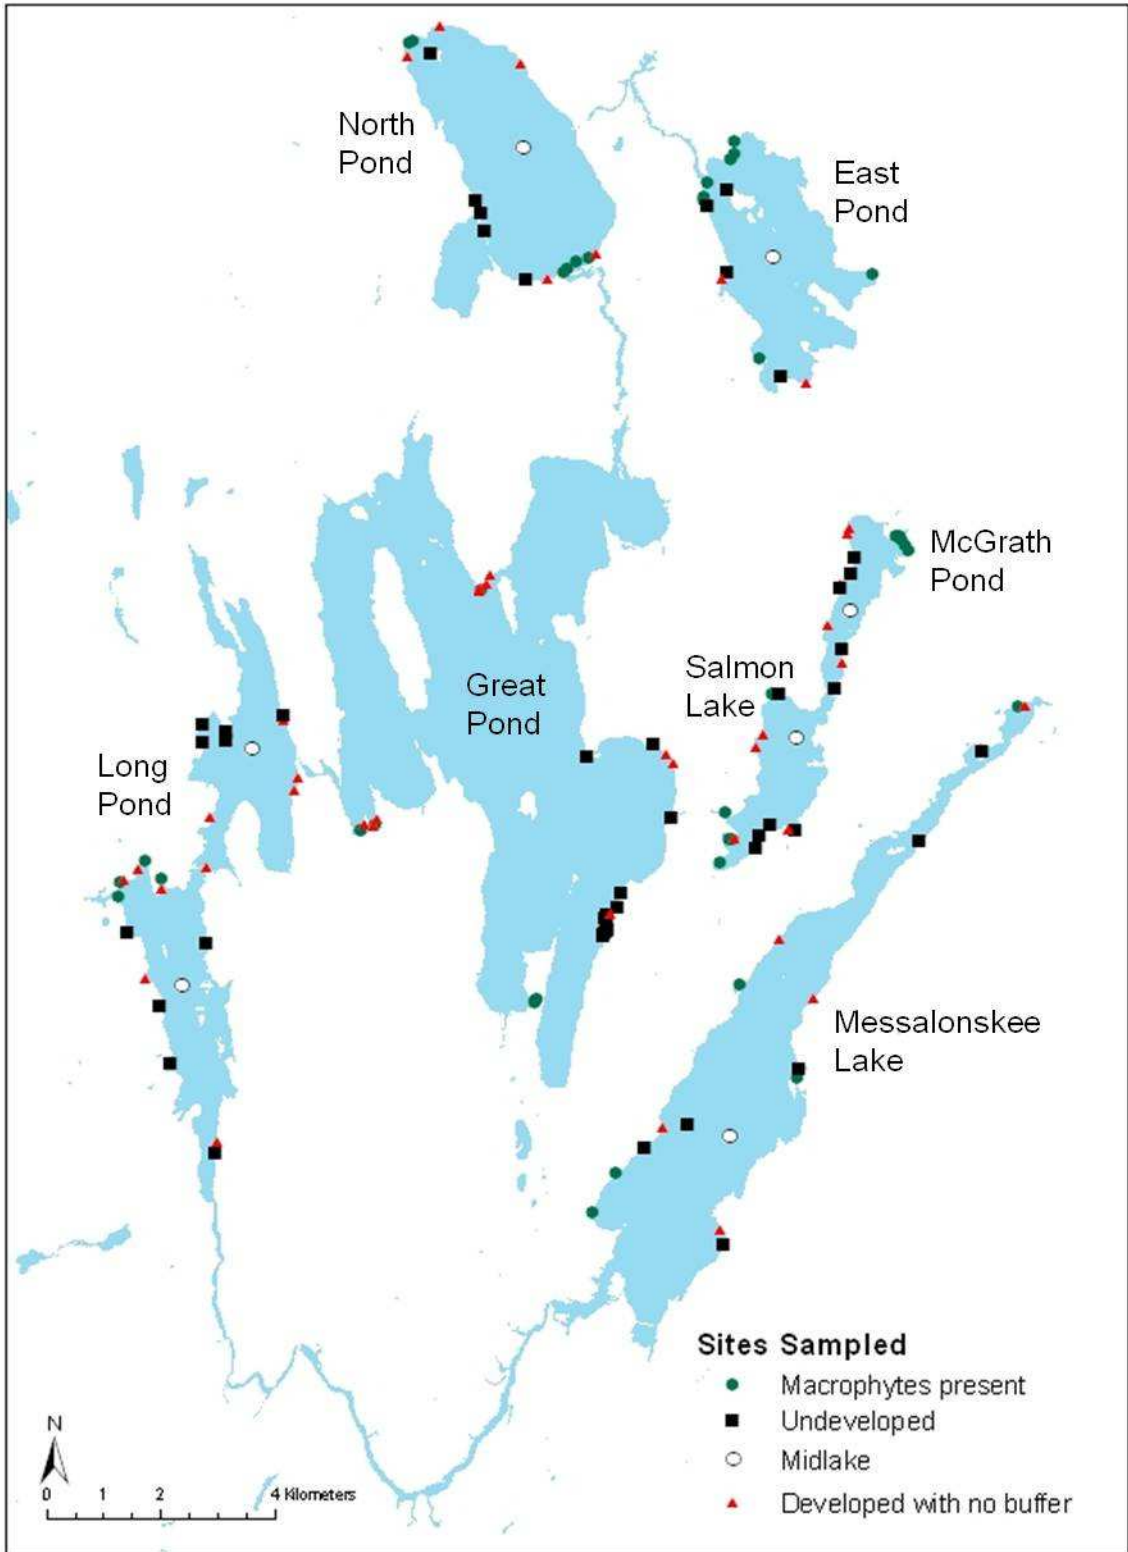 North
Pond
East
Pond
McGrath
Pond
Salmon
Lake
Great
Pond
Long
Pond
Messalonskee
Lake
Sites Sampled
Macrophytes present
Undeveloped
Midlake
Developed with no buffer
N
0 1 2 4 Kilometers